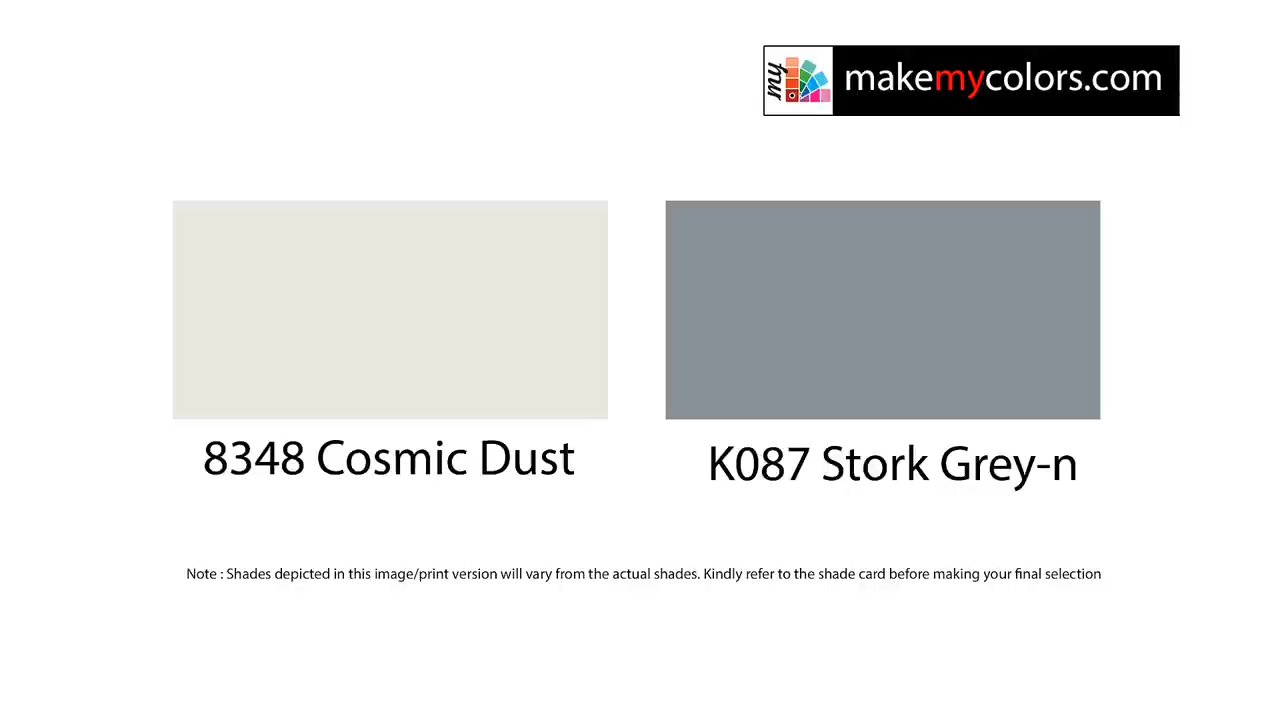 my
makemycolors.com
8348 Cosmic Dust
K087 Stork Grey-n
Note : Shades depicted in this image/print version will vary from the actual shades. Kindly refer to the shade card before making your final selection